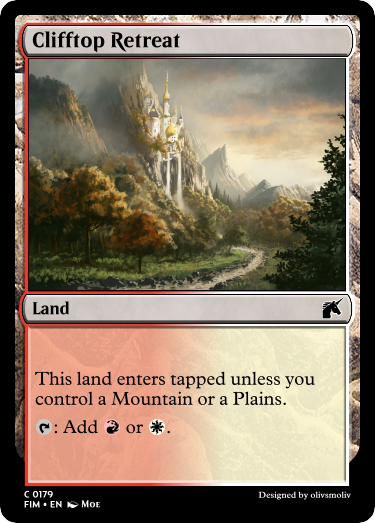 Clifftop Retreat
Land
This land enters tapped unless you
control a Mountain or a Plains.
: Add or .
C 0179
FIM • EN Moe
Designed by olivsmoliv